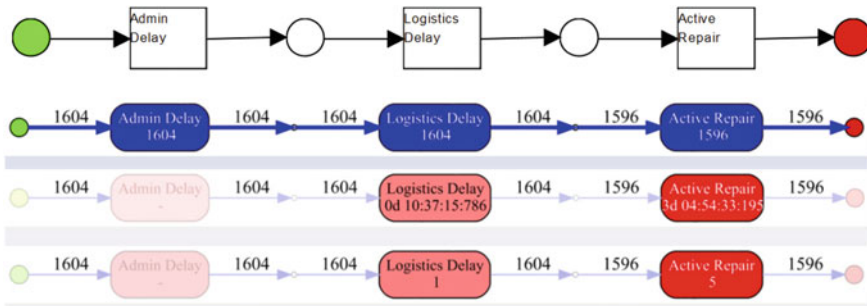 Admin
Delay
Logistics
Delay
Active
Repair
1604
Admin Delay
1604
1604
1604
Logistics Delay
1604
1604
1596
Active Repair
1596
1596
1604
Admin Delay
-
1604
1604
Logistics Delay
0d 10:37:15:786
1604
1596
Active Repair
3d 04:54:33:195
1596
1604
Admin Delay
-
1604
1604
Logistics Delay
1
1604
1596
Active Repair
5
1596